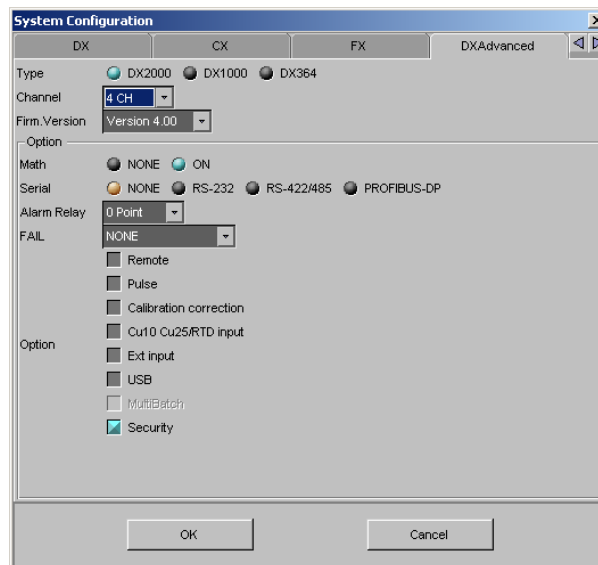 System Configuration
DX CX FX DXAdvanced
Type DX2000 DX1000 DX364
Channel 4 CH
Firm.Version Version 4.00
Option
Math NONE ON
Serial NONE RS-232 RS-422/485 PROFIBUS-DP
Alarm Relay 0 Point
FAIL NONE
Remote
Pulse
Calibration correction
Cu10 Cu25/RTD input
Option
Ext input
USB
MultiBatch
Security
OK Cancel